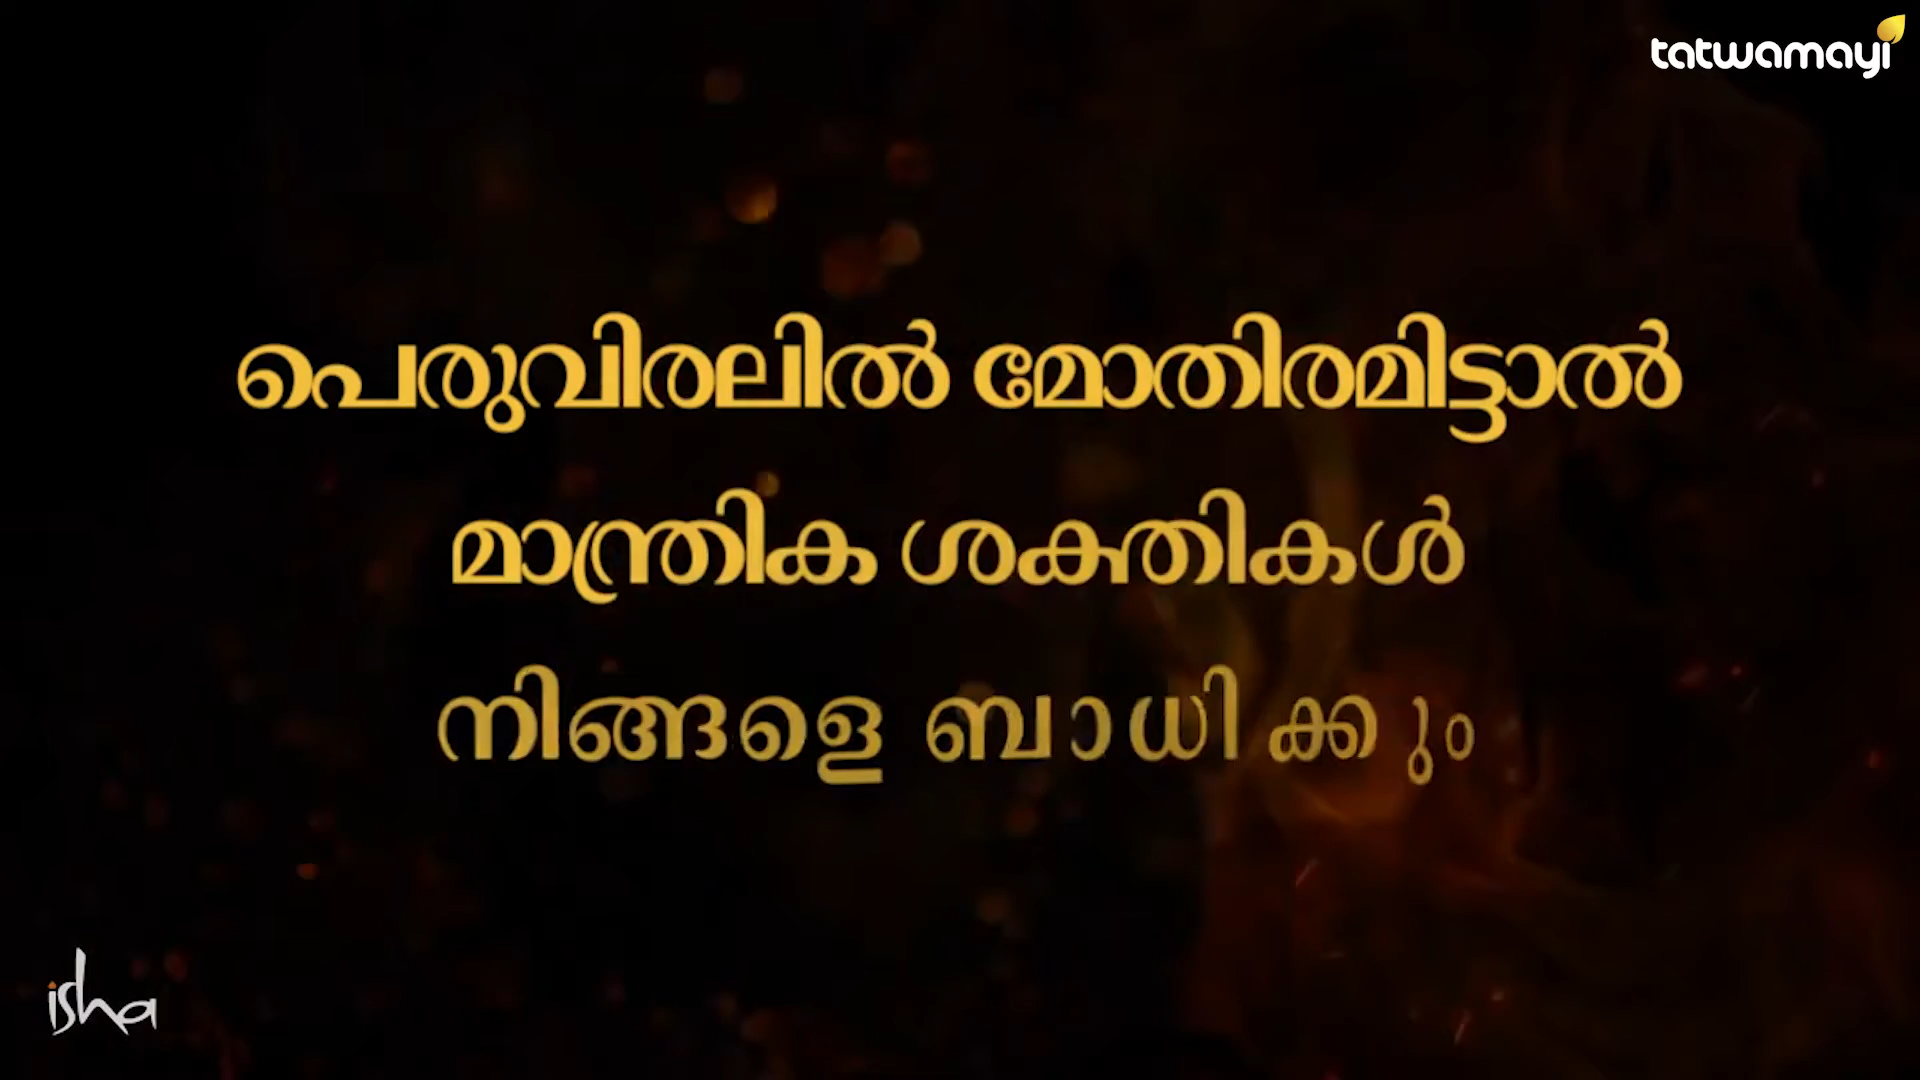 tatwamayi
പെരുവിരലിൽ മോതിരമിട്ടാൽ
മാന്ത്രിക ശക്തികൾ
നിങ്ങളെ ബാധിക്കും
isha